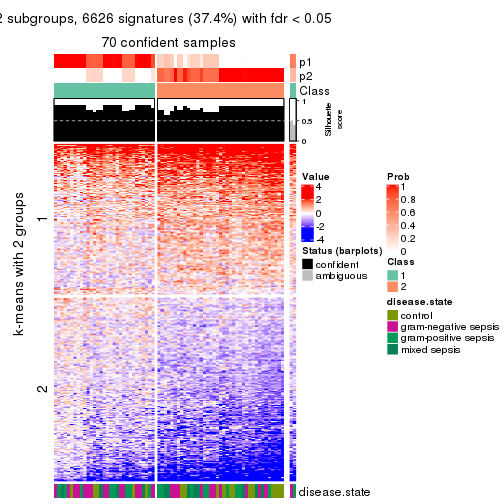 2 subgroups, 6626 signatures (37.4%) with fdr < 0.05
70 confident samples
p1
p2
Class
1
0.5
0
Silhouette
score
k-means with 2 groups
1
2
Value
4
2
0
-2
-4
Status (barplots)
confident
ambiguous
Prob
1
0.8
0.6
0.4
0.2
0
Class
1
2
disease.state
control
gram-negative sepsis
gram-positive sepsis
mixed sepsis
disease.state